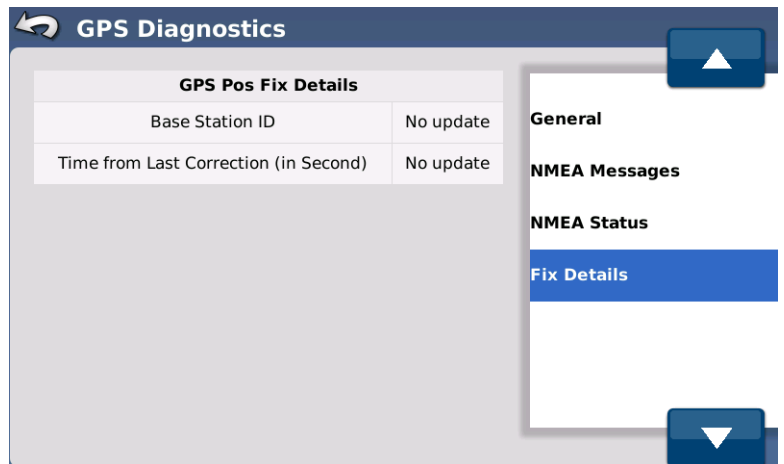 GPS Diagnostics
GPS Pos Fix Details
Base Station ID No update
Time from Last Correction (in Second) No update
General
NMEA Messages
NMEA Status
Fix Details